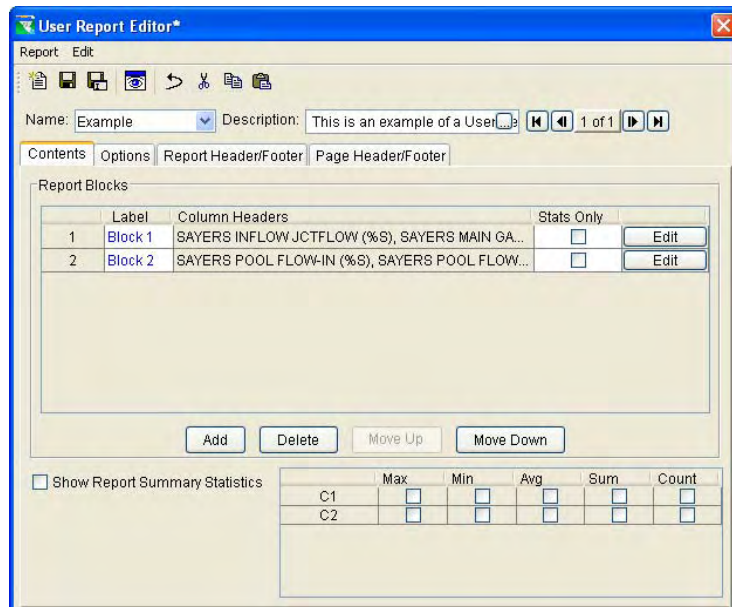 User Report Editor*
Report Edit
Name: Example Description: This is an example of a User ... e 1 of 1
Contents Options Report Header/Footer Page Header/Footer
Report Blocks
Label Column Headers Stats Only
1 Block 1 SAYERS INFLOW JCTFLOW (%S), SAYERS MAIN GA... Edit
2 Block 2 SAYERS POOL FLOW-IN (%S), SAYERS POOL FLOW... Edit
Add Delete Move Up Move Down
Show Report Summary Statistics
Max Min Avg Sum Count
C1
C2